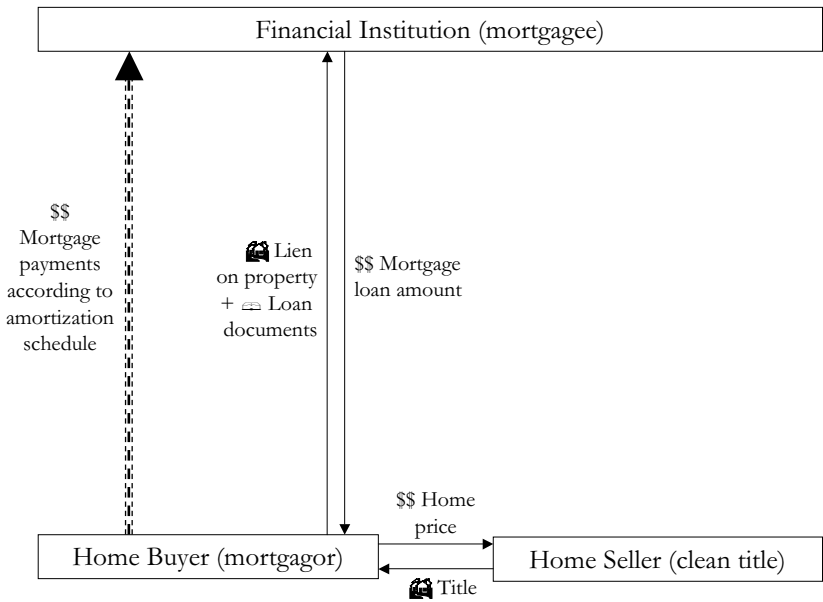 Financial Institution (mortgagee)
$$
Mortgage
payments
according to
amortization
schedule
Lien
on property
+ Loan
documents
$$ Mortgage
loan amount
$$ Home
price
Home Buyer (mortgagor)
Home Seller (clean title)
Title